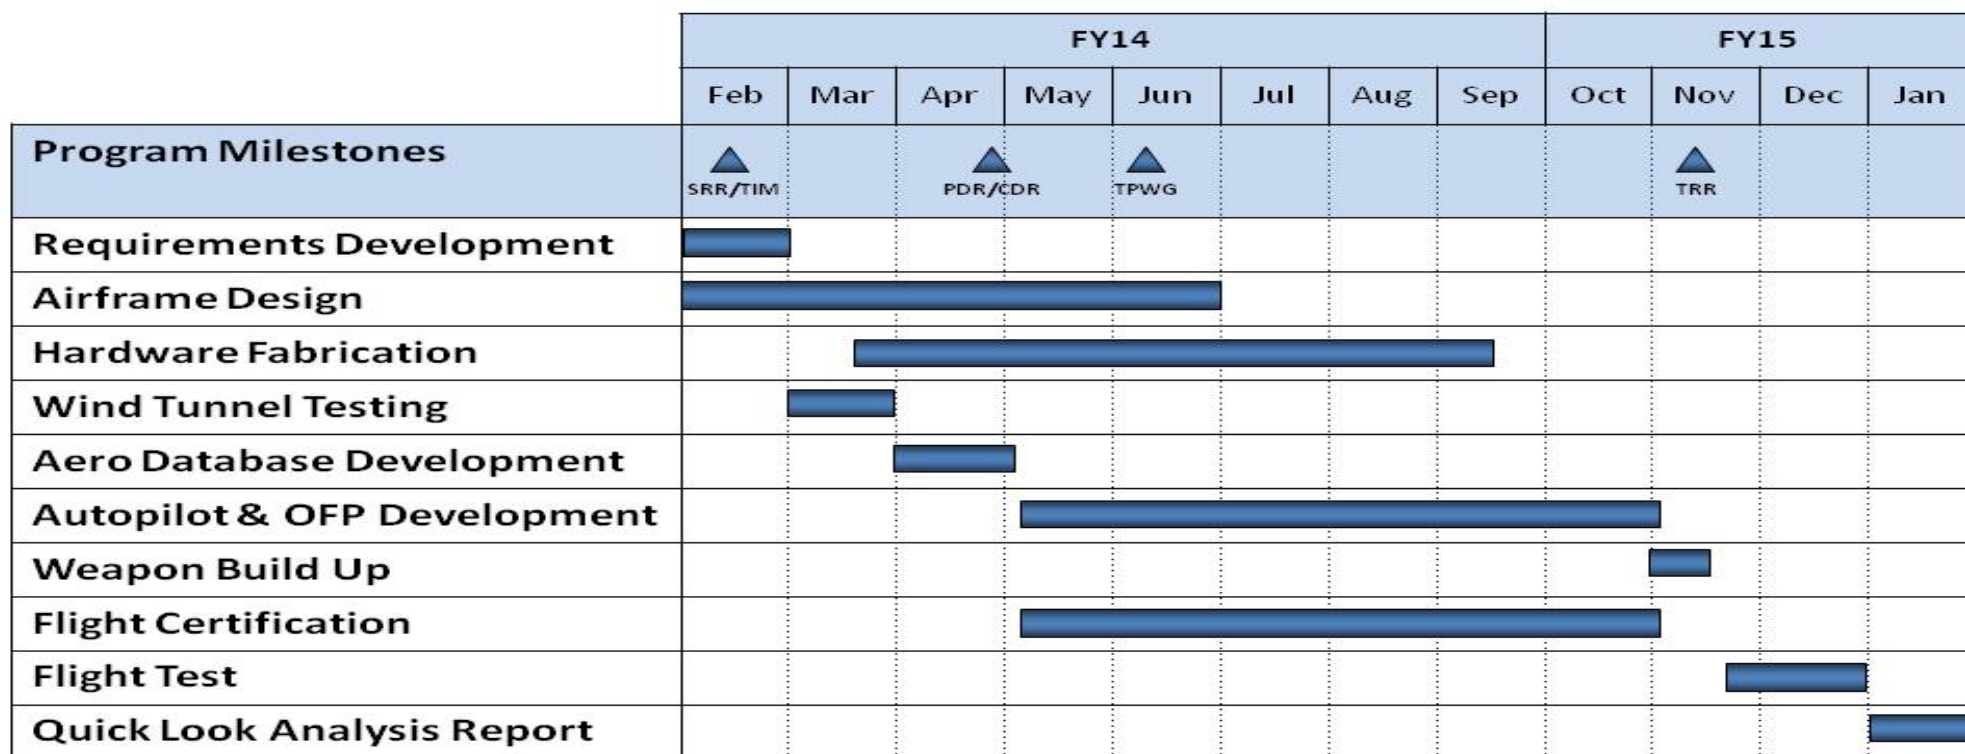 FY14 FY15
Feb Mar Apr May Jun Jul Aug Sep Oct Nov Dec Jan
Program Milestones
SRR/TIM PDR/CDR TPWG TRR
Requirements Development
Airframe Design
Hardware Fabrication
Wind Tunnel Testing
Aero Database Development
Autopilot & OFP Development
Weapon Build Up
Flight Certification
Flight Test
Quick Look Analysis Report